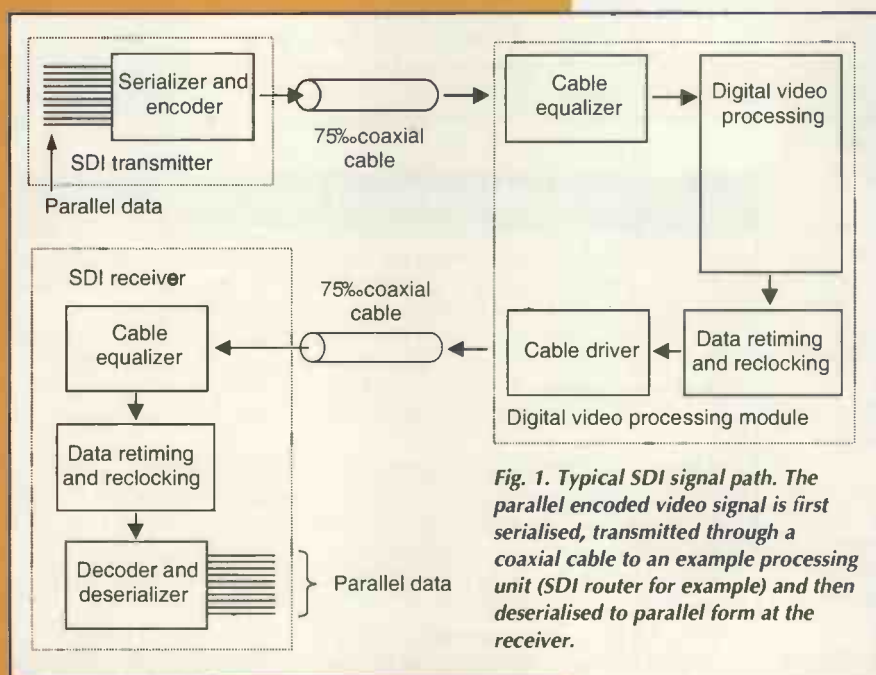 Serializer and
encoder
SDI transmitter
Parallel data
75‰coaxial
cable
Cable
equalizer
Digital video
processing
Data retiming
and reclocking
Cable driver
Digital video processing module
75‰coaxial
cable
SDI receiver
Cable
equalizer
Data retiming
and reclocking
Decoder and
deserializer
Parallel data
Fig. 1. Typical SDI signal path. The
parallel encoded video signal is first
serialised, transmitted through a
coaxial cable to an example processing
unit (SDI router for example) and then
deserialised to parallel form at the
receiver.